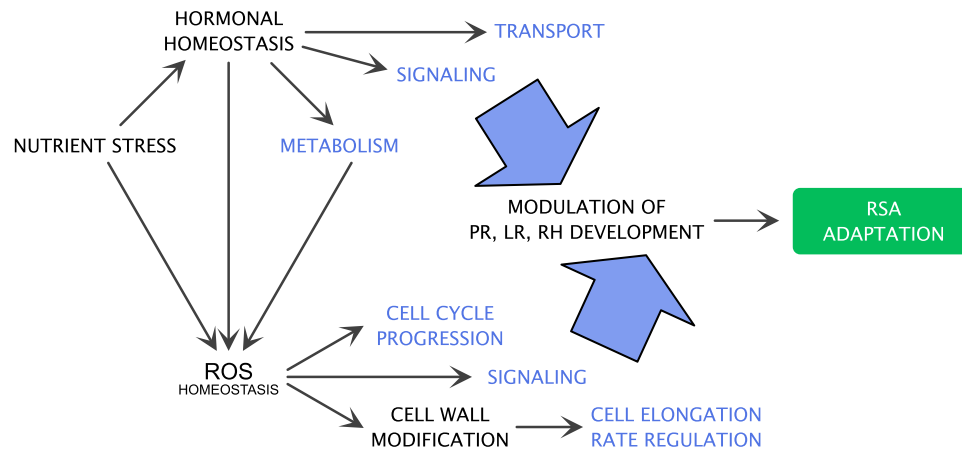 HORMONAL
HOMEOSTASIS
TRANSPORT
SIGNALING
NUTRIENT STRESS
METABOLISM
MODULATION OF
PR, LR, RH DEVELOPMENT
RSA
ADAPTATION
CELL CYCLE
PROGRESSION
ROS
HOMEOSTASIS
SIGNALING
CELL WALL
MODIFICATION
CELL ELONGATION
RATE REGULATION